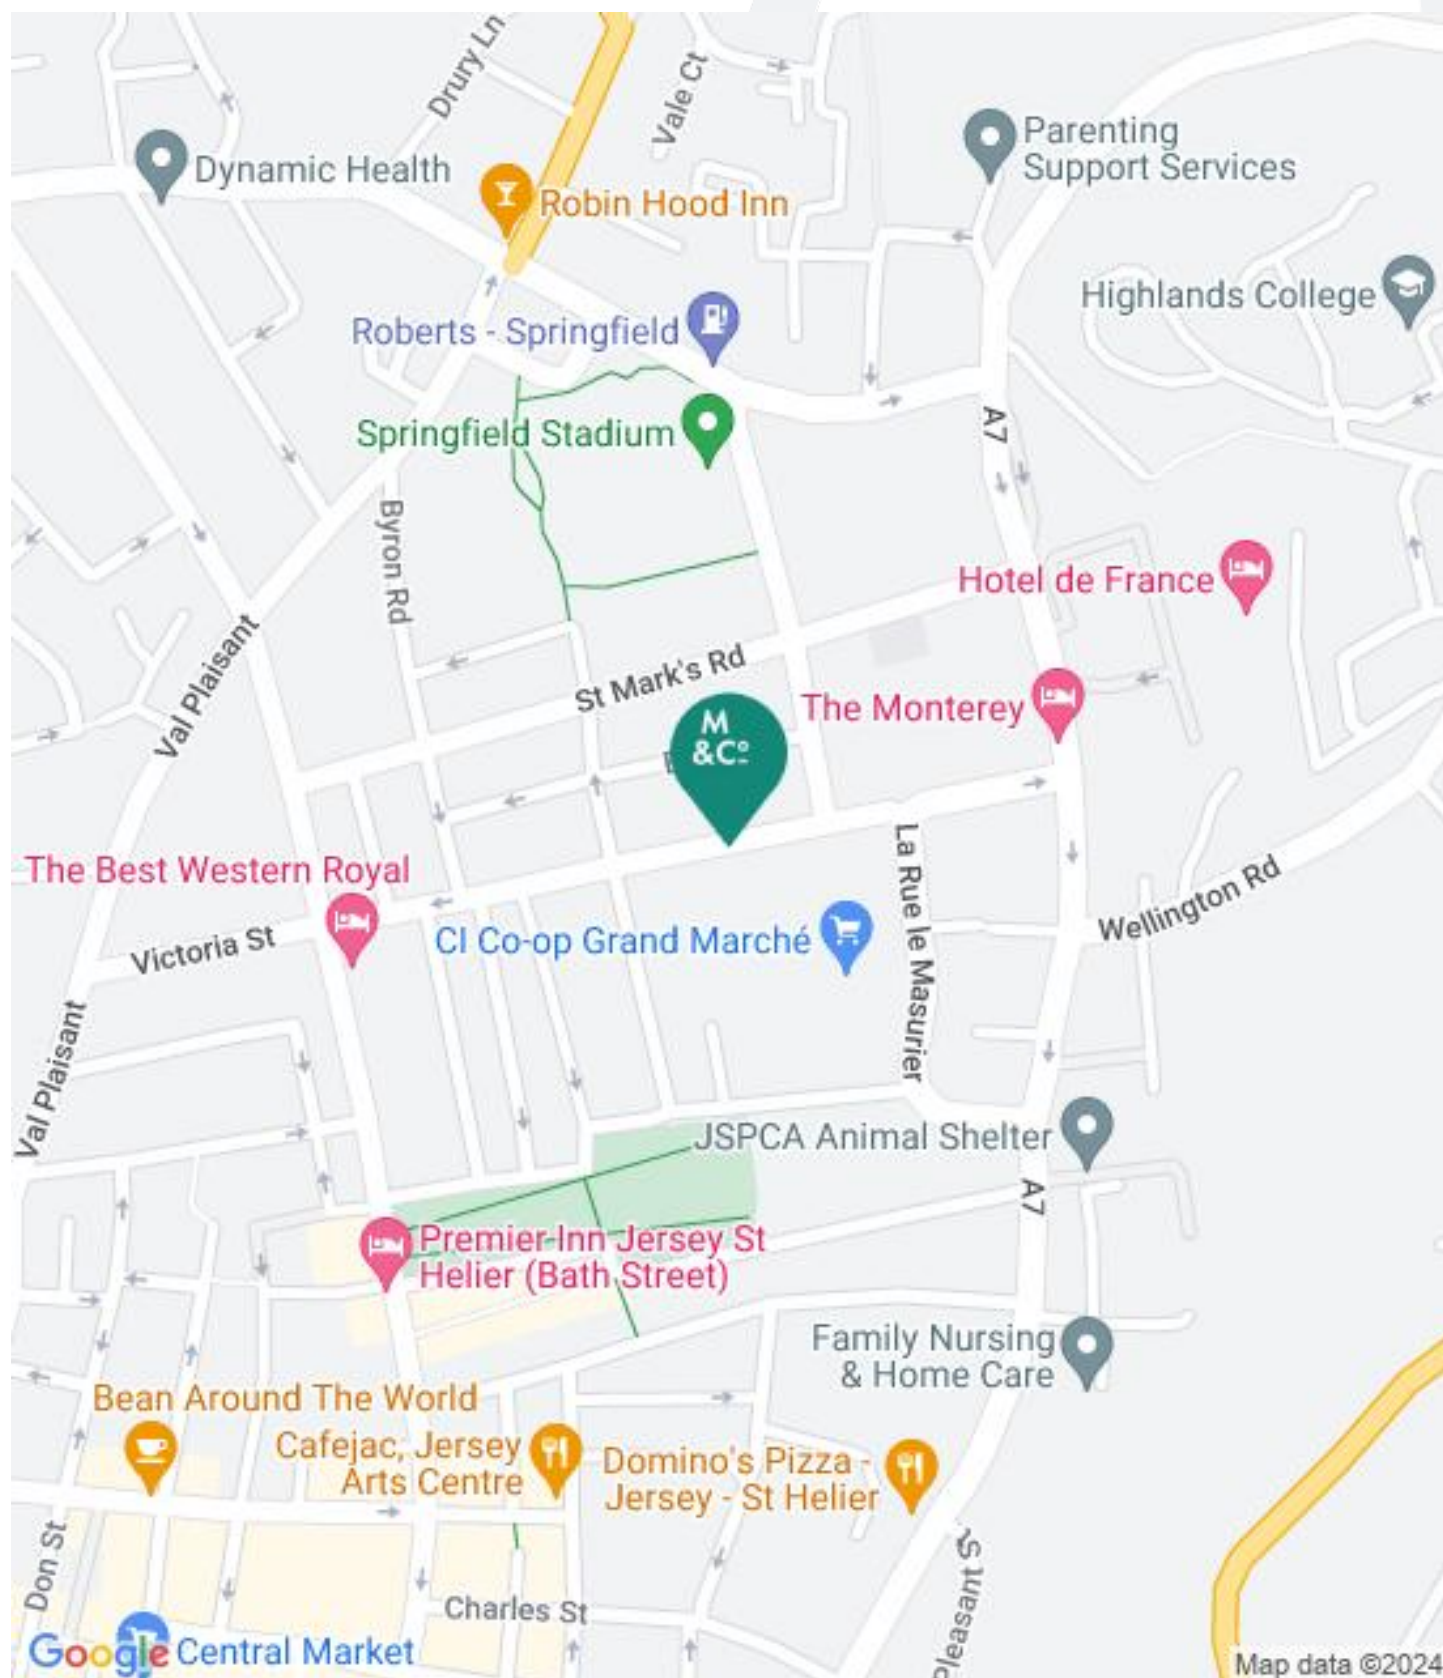 Drury Ln
Vale Ct
Parenting
Support Services
Dynamic Health
Robin Hood Inn
Highlands College
Roberts - Springfield
Springfield Stadium
A7
Byron Rd
Hotel de France
Val Plaisant
St Mark's Rd
The Monterey
M
&Cº
The Best Western Royal
La Rue le Masurier
Wellington Rd
Victoria St
CI Co-op Grand Marché
Val Plaisant
JSPCA Animal Shelter
A7
Premier Inn Jersey St
Helier (Bath Street)
Family Nursing
& Home Care
Bean Around The World
Cafejac, Jersey
Arts Centre
Domino's Pizza -
Jersey - St Helier
Don St
Pleasant St
Charles St
Google
Central Market
Map data ©2024